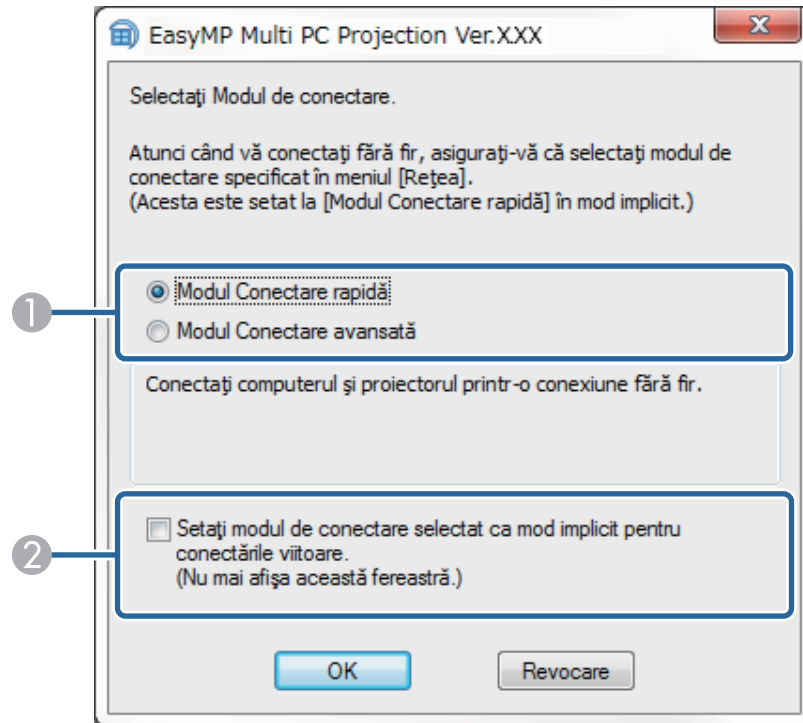 EasyMP Multi PC Projection Ver.X.XX
Selectaţi Modul de conectare.
Atunci când vă conectaţi fără fir, asiguraţi-vă că selectaţi modul de
conectare specificat în meniul [Reţea].
(Acesta este setat la [Modul Conectare rapidă] în mod implicit.)
1
Modul Conectare rapidă
Modul Conectare avansată
Conectaţi computerul şi proiectorul printr-o conexiune fără fir.
2
Setaţi modul de conectare selectat ca mod implicit pentru
conectările viitoare.
(Nu mai afişa această fereastră.)
OK
Revocare